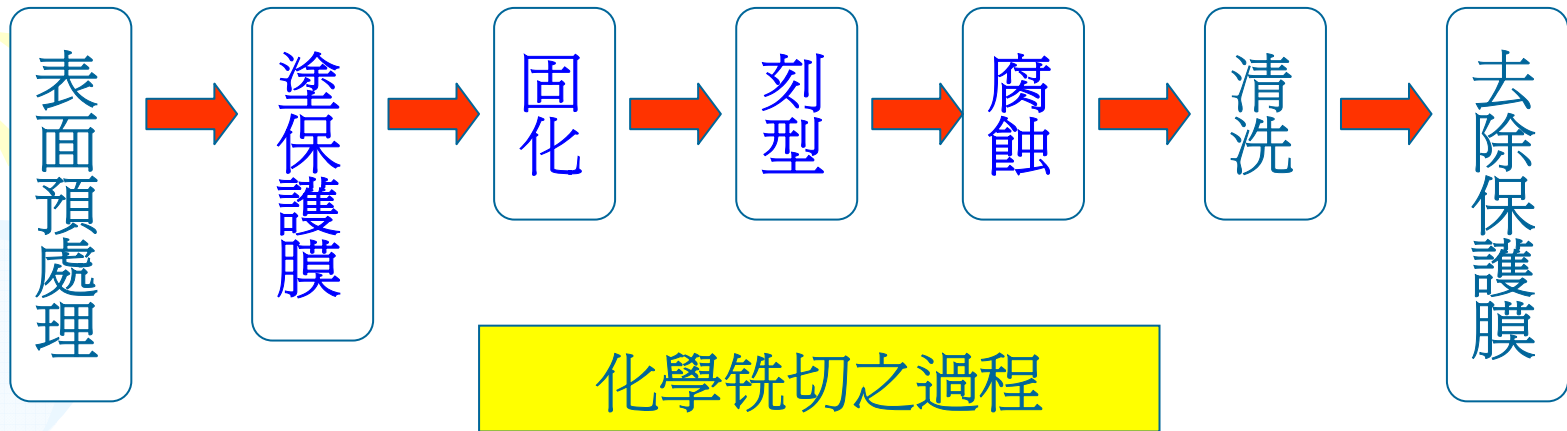 表面預處理
塗保護膜
固化
刻型
腐蝕
清洗
去除保護膜
化學铣切之過程